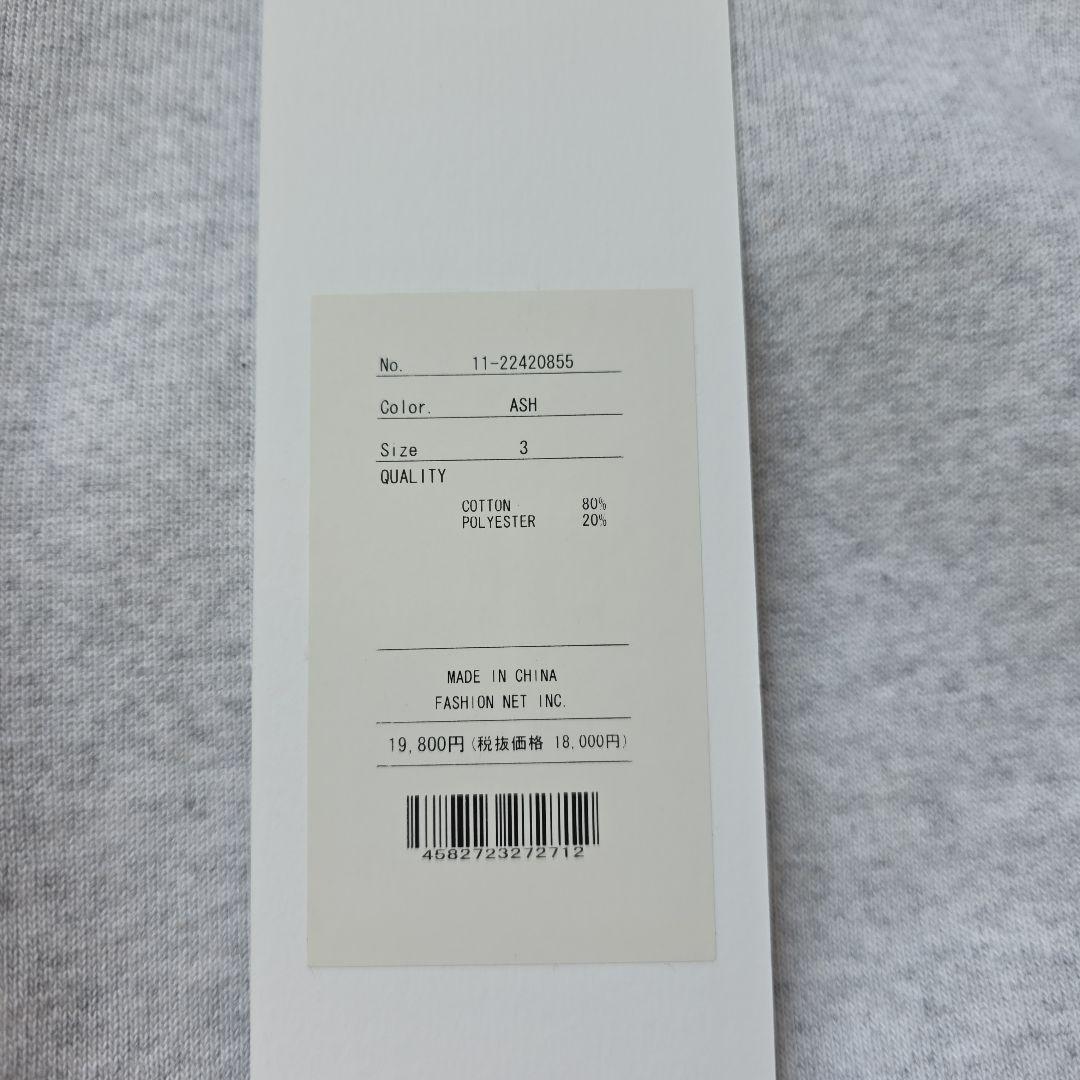 No. 11-22420855
Color. ASH
Size 3
QUALITY
COTTON 80%
POLYESTER 20%
MADE IN CHINA
FASHION NET INC.
19,800円(税抜価格 18,000円)
4582723272712